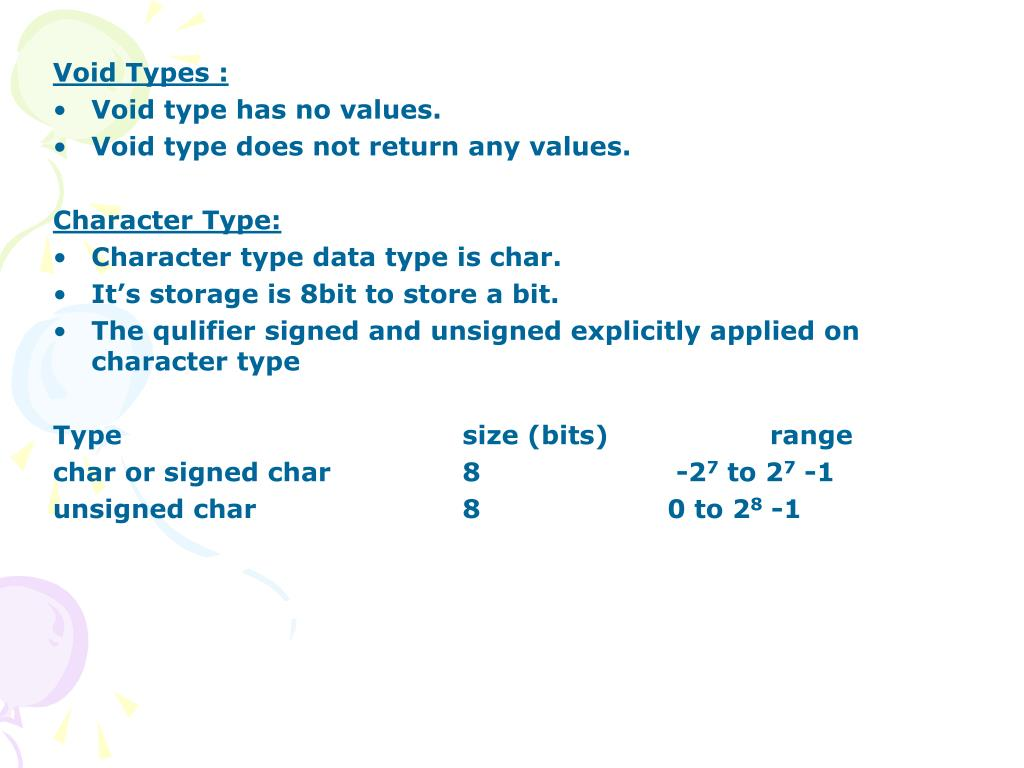 Void Types :
• Void type has no values.
• Void type does not return any values.
Character Type:
• Character type data type is char.
• It’s storage is 8bit to store a bit.
• The qulifier signed and unsigned explicitly applied on
character type
Type size (bits) range
char or signed char 8 -2⁷ to 2⁷ -1
unsigned char 8 0 to 2⁸ -1